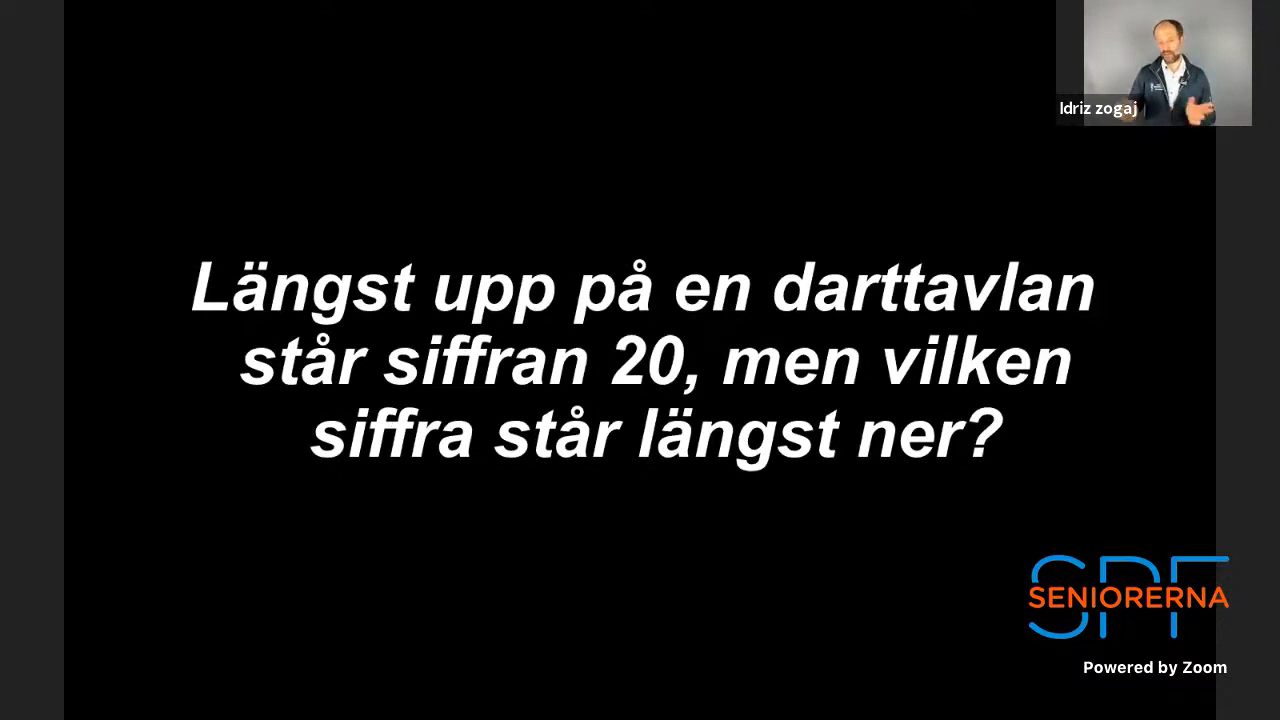 Idriz zogaj
Längst upp på en darttavlan
står siffran 20, men vilken
siffra står längst ner?
SPF
SENIORERNA
Powered by Zoom